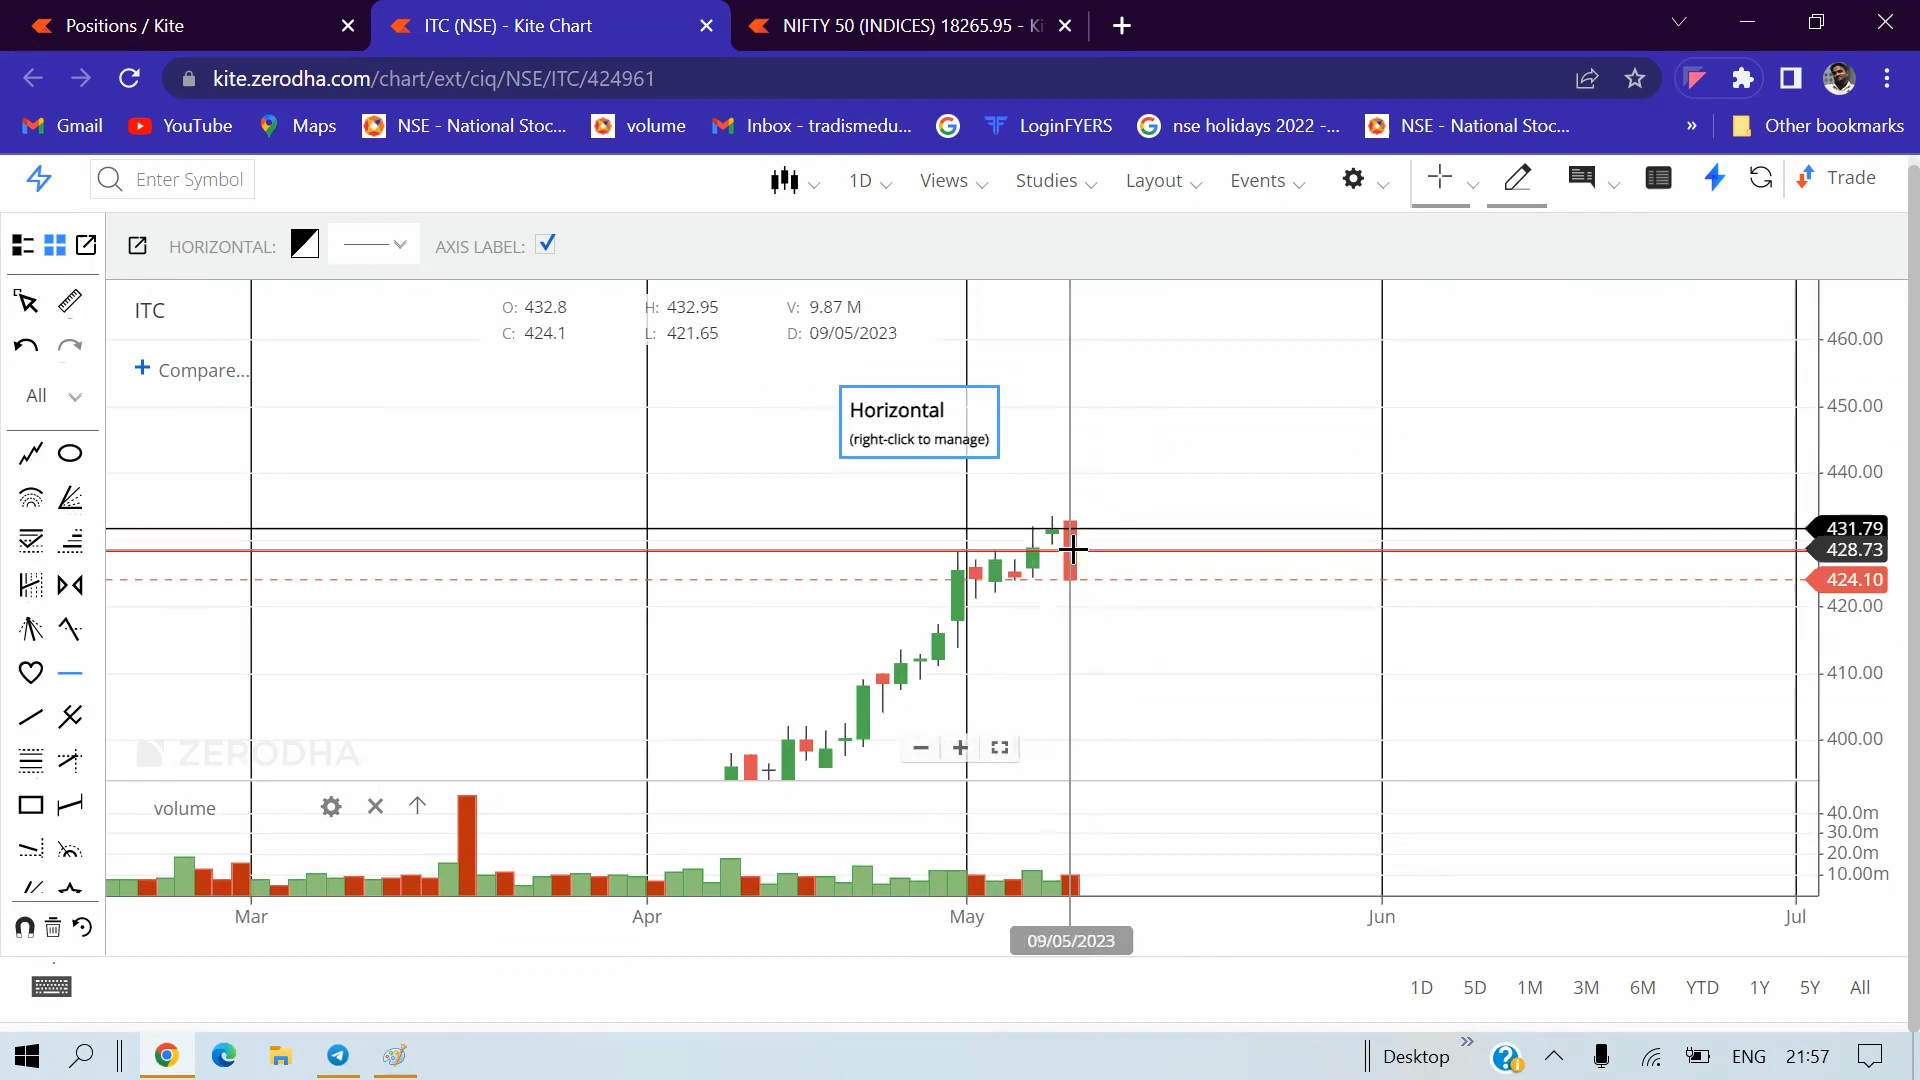 Positions / Kite
ITC (NSE) - Kite Chart
NIFTY 50 (INDICES) 18265.95 - Ki
kite.zerodha.com/chart/ext/ciq/NSE/ITC/424961
Gmail
YouTube
Maps
NSE - National Stoc...
volume
Inbox - tradismedu...
LoginFYERS
nse holidays 2022 -...
NSE - National Stoc...
»
Other bookmarks
Enter Symbol
1D
Views
Studies
Layout
Events
Trade
HORIZONTAL:
AXIS LABEL:
ITC
O: 432.8
H: 432.95
V: 9.87 M
C: 424.1
L: 421.65
D: 09/05/2023
+ Compare...
All
Horizontal
(right-click to manage)
460.00
450.00
440.00
431.79
428.73
424.10
420.00
410.00
400.00
ZERODHA
volume
40.0m
30.0m
20.0m
10.00m
Mar
Apr
May
Jun
Jul
09/05/2023
1D
5D
1M
3M
6M
YTD
1Y
5Y
All
Desktop
»
ENG
21:57